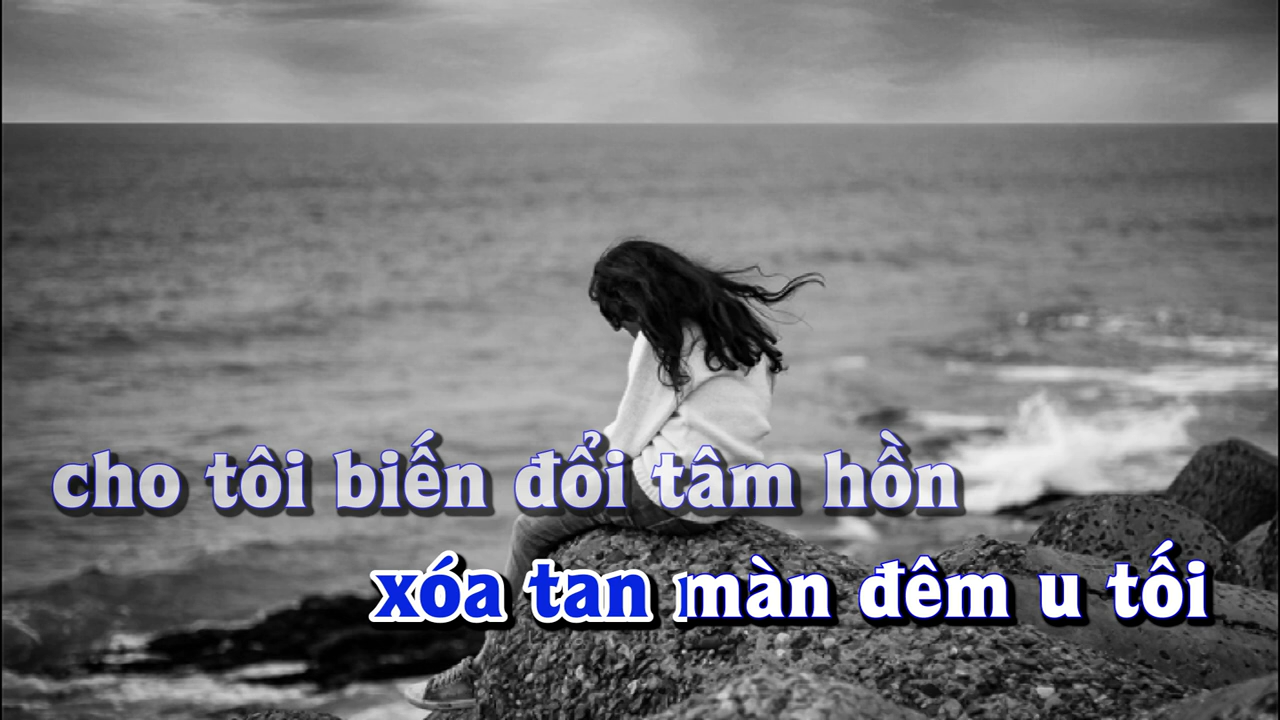 cho tôi biến đổi tâm hồn
xóa tan màn đêm u tối